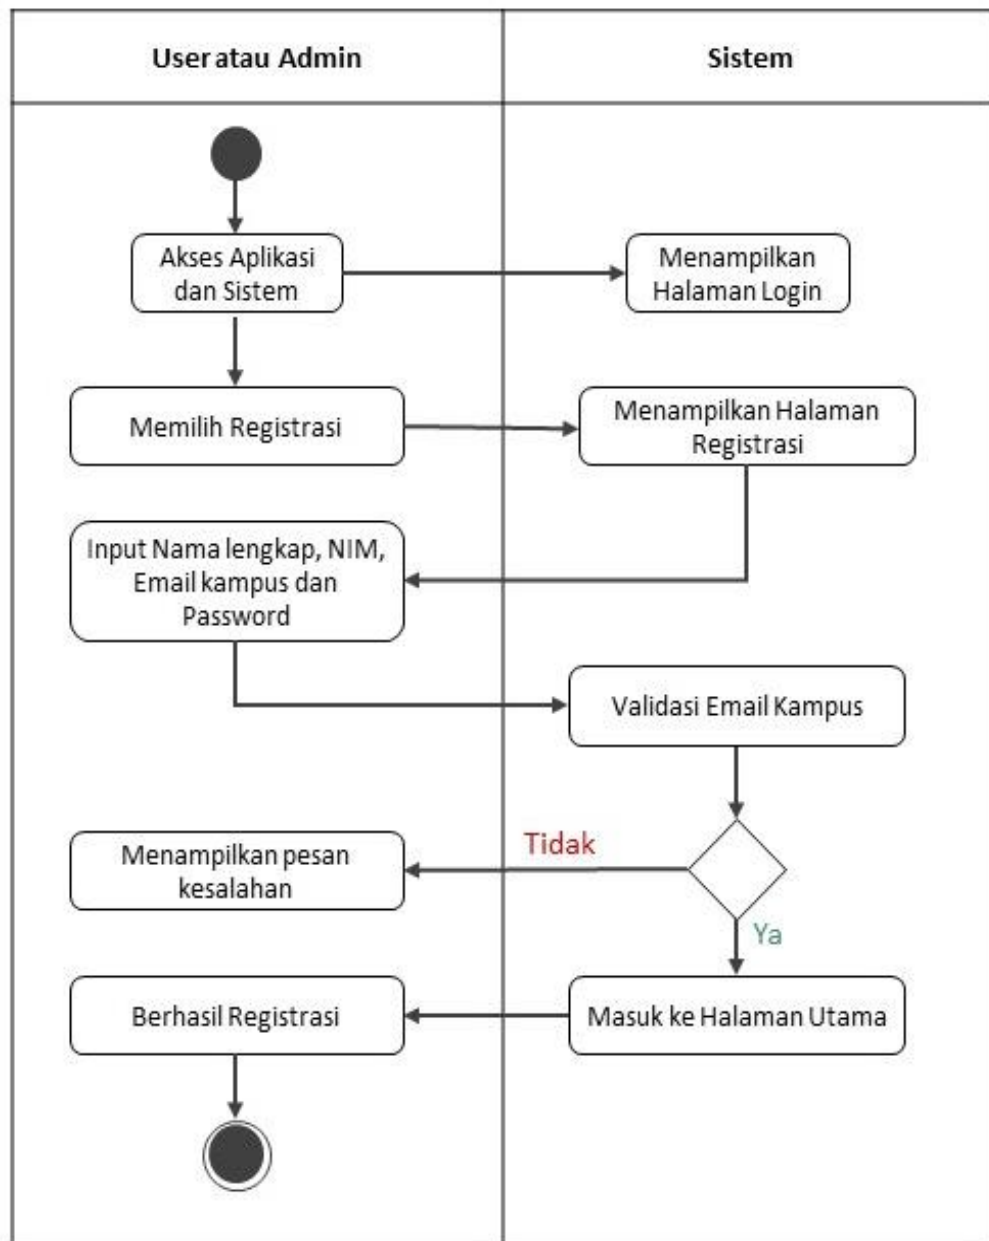 User atau Admin
Sistem
Akses Aplikasi
dan Sistem
Menampilkan
Halaman Login
Memilih Registrasi
Menampilkan Halaman
Registrasi
Input Nama lengkap, NIM,
Email kampus dan
Password
Validasi Email Kampus
Tidak
Menampilkan pesan
kesalahan
Ya
Masuk ke Halaman Utama
Berhasil Registrasi